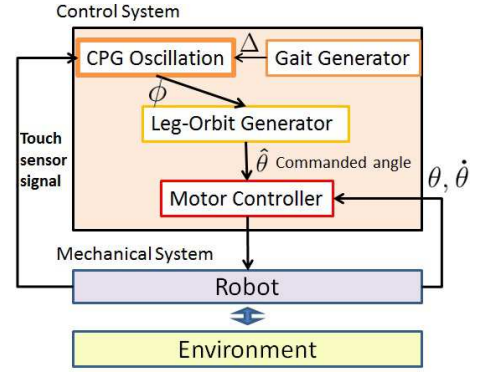 Control System
CPG Oscillation
Δ
Gait Generator
ϕ
Leg-Orbit Generator
Touch
sensor
signal
θ̂ Commanded angle
θ, θ̇
Motor Controller
Mechanical System
Robot
Environment